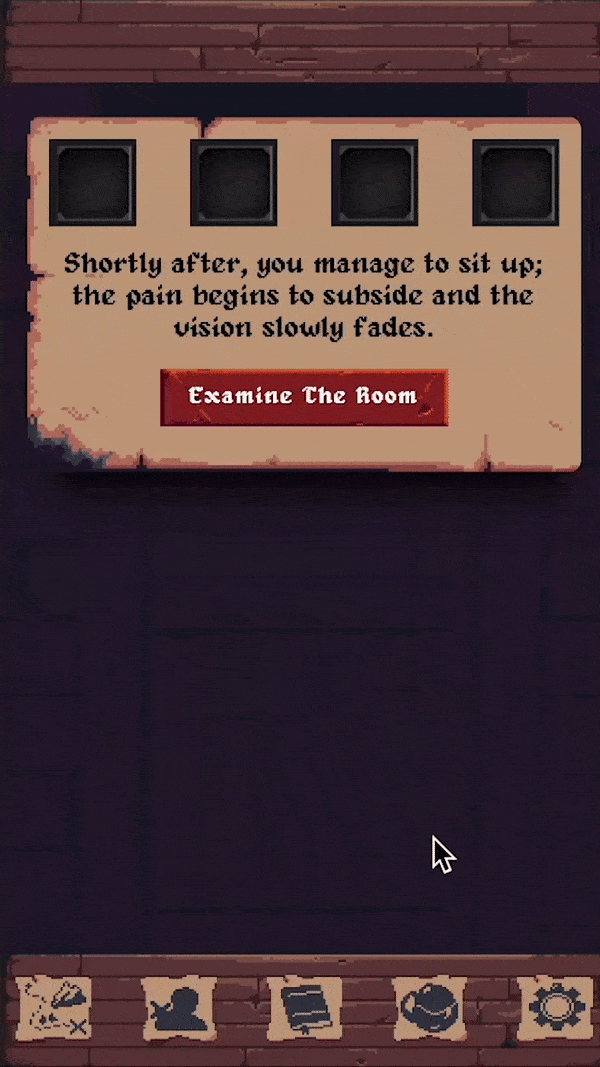 Shortly after, you manage to sit up;
the pain begins to subside and the
vision slowly fades.
Examine The Room